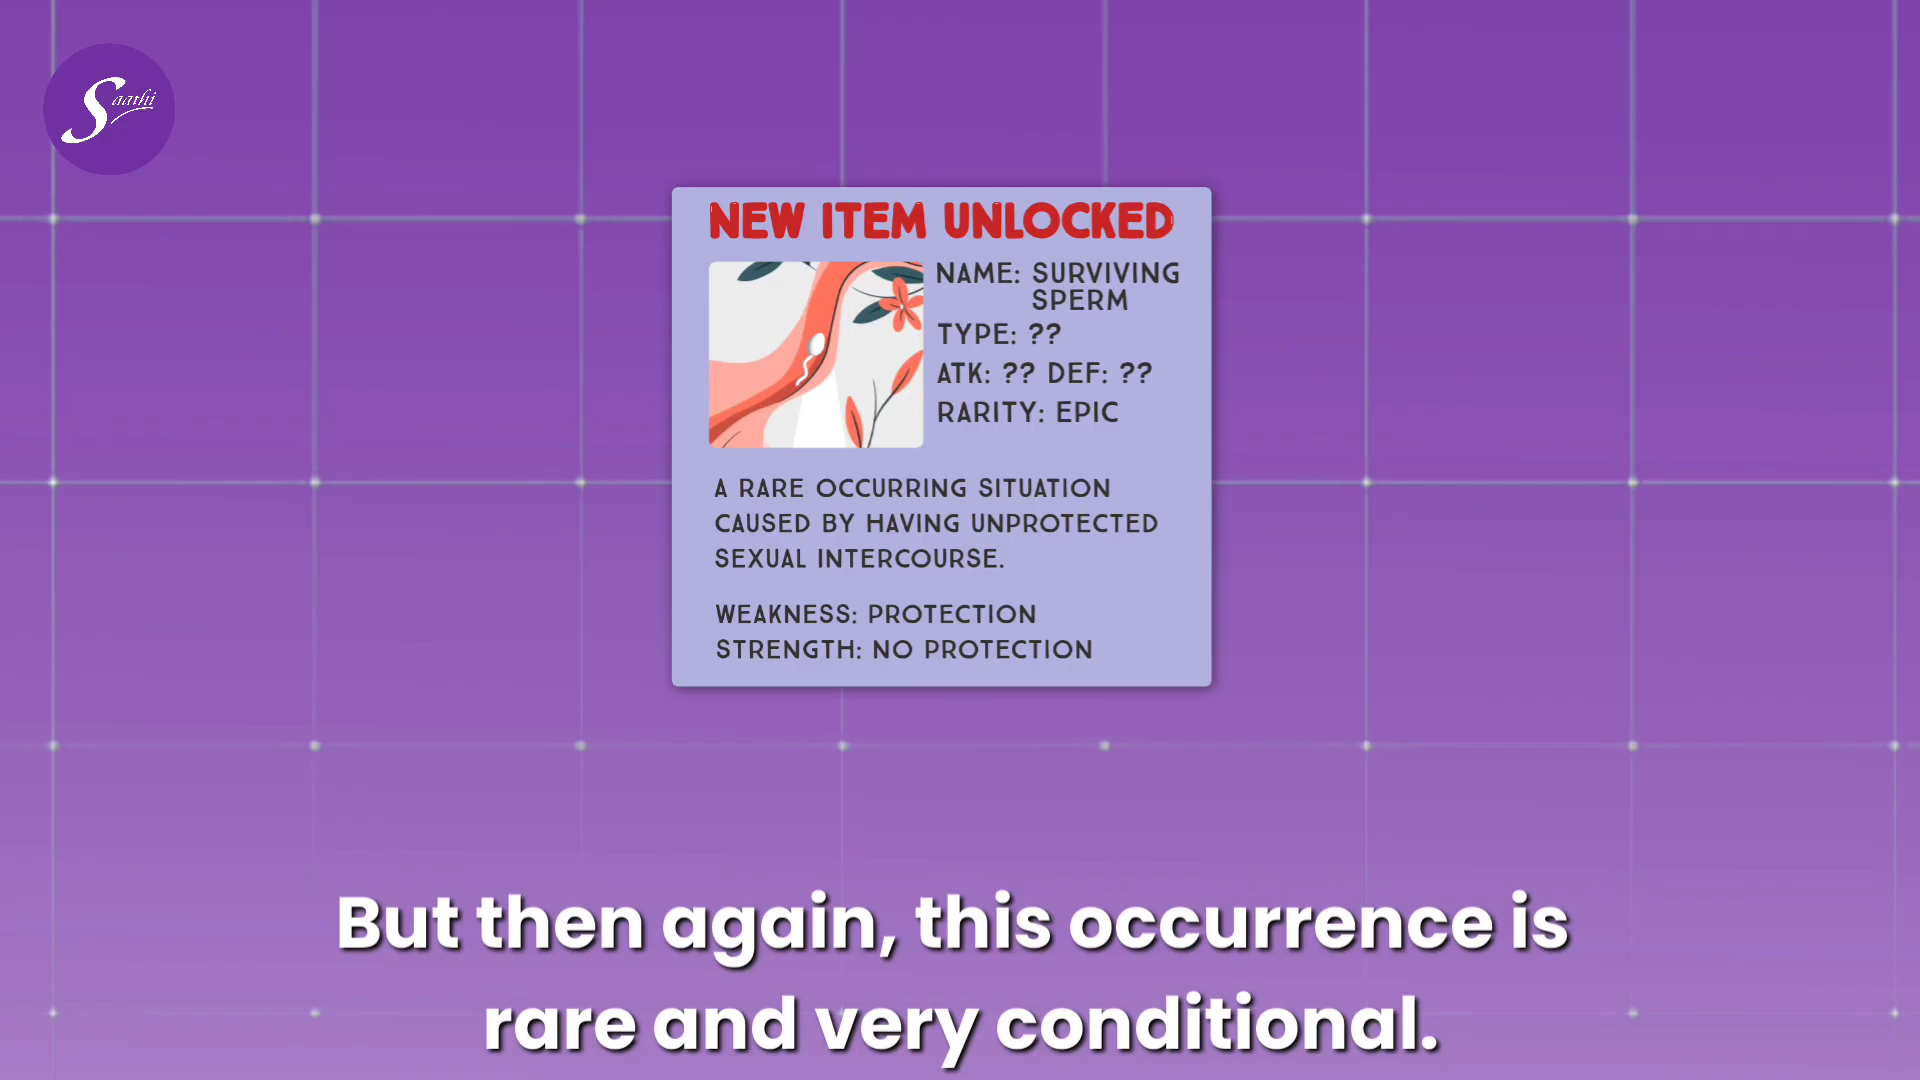 Saathi
NEW ITEM UNLOCKED
NAME: SURVIVING
SPERM
TYPE: ??
ATK: ?? DEF: ??
RARITY: EPIC
A RARE OCCURRING SITUATION
CAUSED BY HAVING UNPROTECTED
SEXUAL INTERCOURSE.
WEAKNESS: PROTECTION
STRENGTH: NO PROTECTION
But then again, this occurrence is
rare and very conditional.